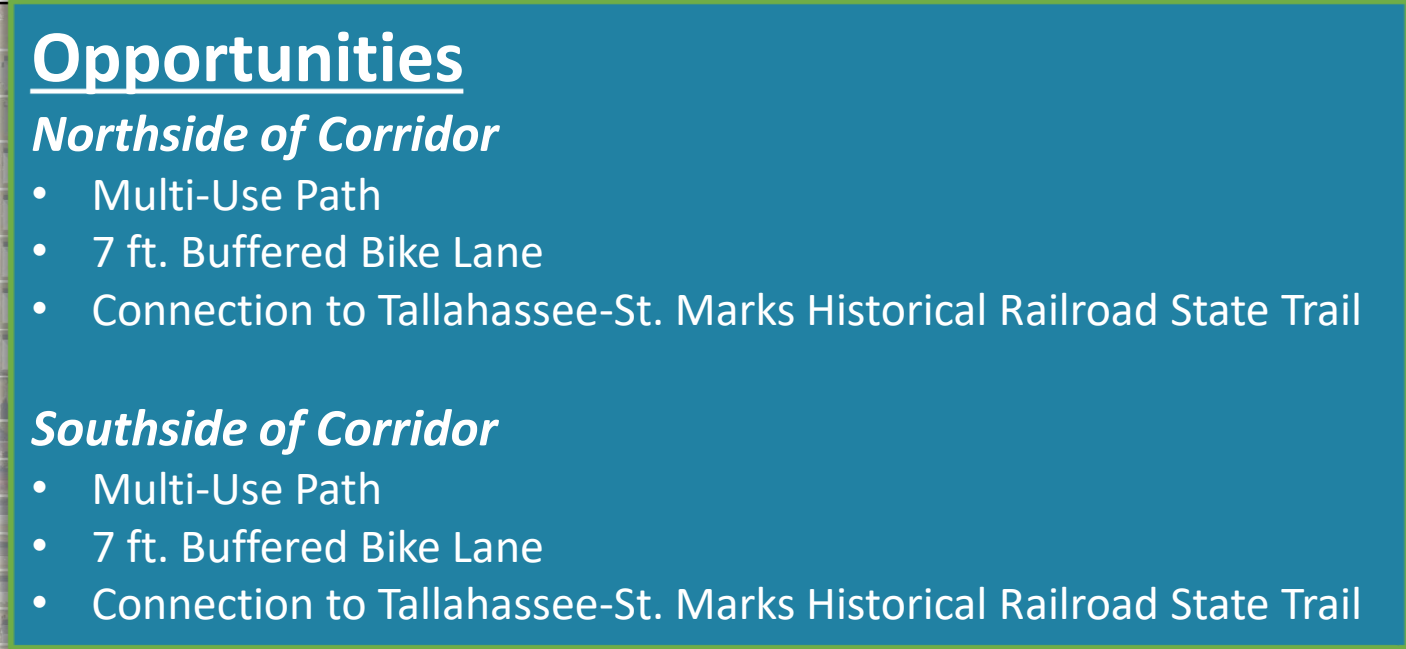 Opportunities
Northside of Corridor
• Multi-Use Path
• 7 ft. Buffered Bike Lane
• Connection to Tallahassee-St. Marks Historical Railroad State Trail
Southside of Corridor
• Multi-Use Path
• 7 ft. Buffered Bike Lane
• Connection to Tallahassee-St. Marks Historical Railroad State Trail